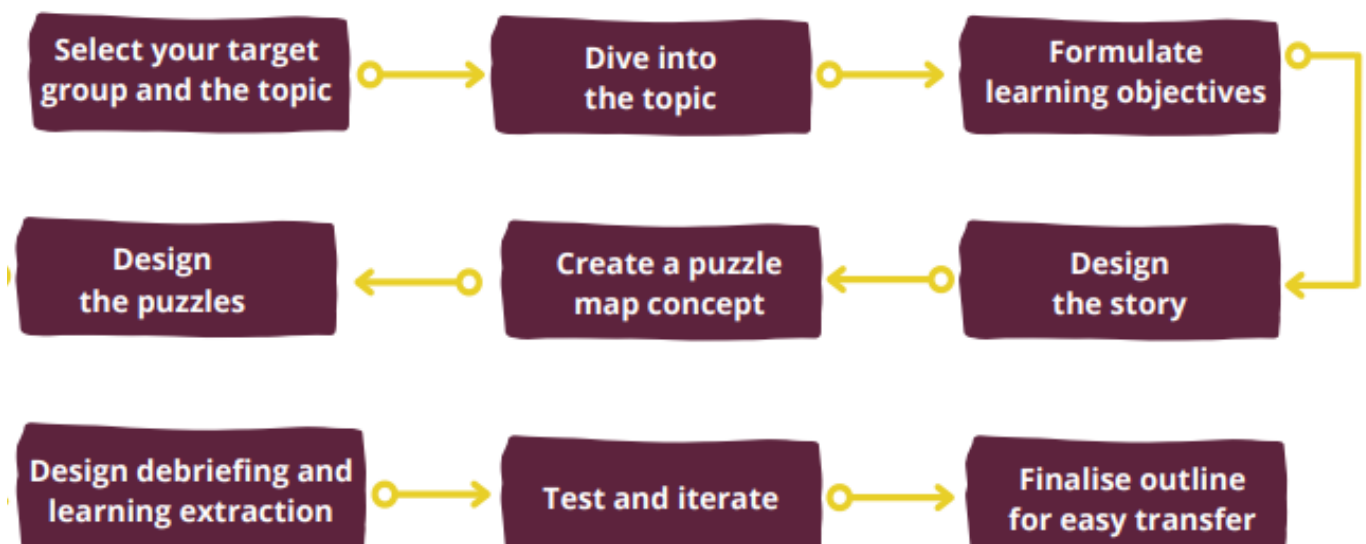 Select your target
group and the topic
Dive into
the topic
Formulate
learning objectives
Design
the story
Create a puzzle
map concept
Design
the puzzles
Design debriefing and
learning extraction
Test and iterate
Finalise outline
for easy transfer